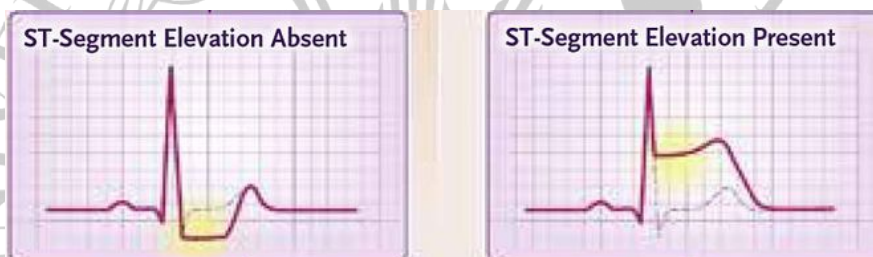 ST-Segment Elevation Absent
ST-Segment Elevation Present